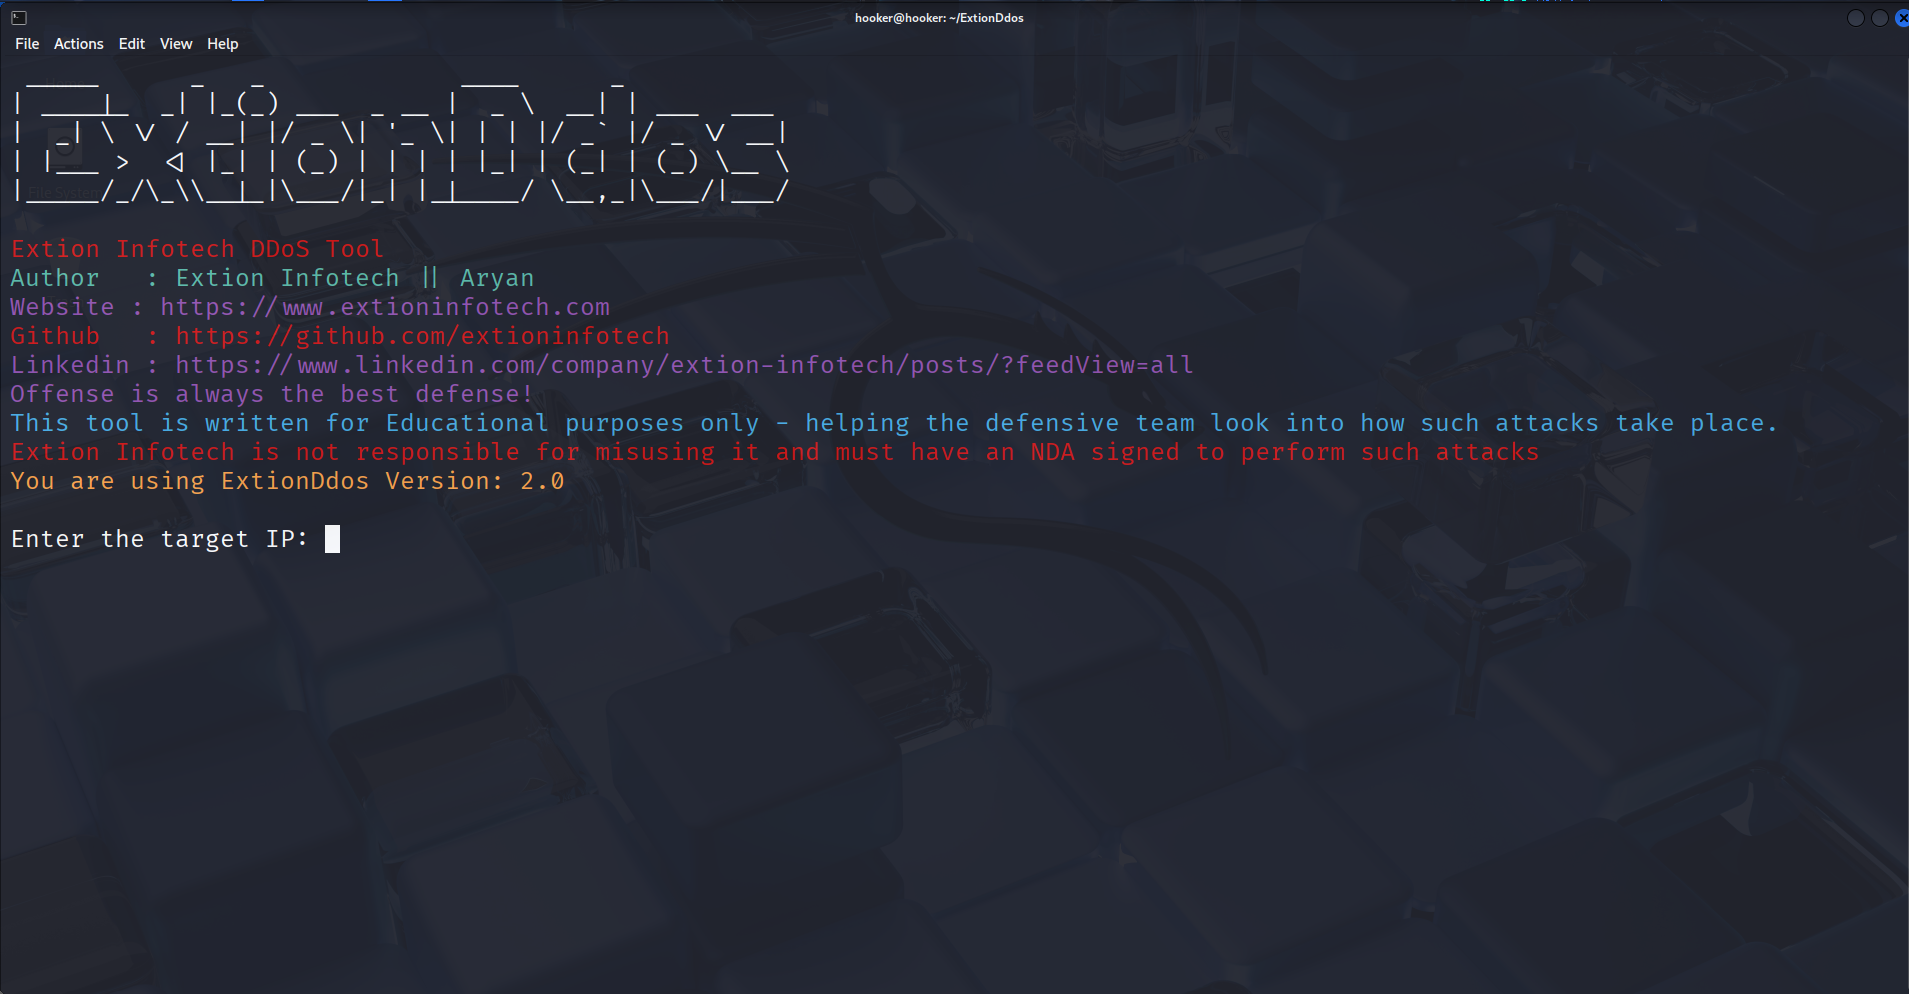 hooker@hooker: ~/ExtionDdos
File Actions Edit View Help
ExtionDdos
Extion Infotech DDoS Tool
Author : Extion Infotech || Aryan
Website : https://www.extioninfotech.com
Github : https://github.com/extioninfotech
Linkedin : https://www.linkedin.com/company/extion-infotech/posts/?feedView=all
Offense is always the best defense!
This tool is written for Educational purposes only - helping the defensive team look into how such attacks take place.
Extion Infotech is not responsible for misusing it and must have an NDA signed to perform such attacks
You are using ExtionDdos Version: 2.0
Enter the target IP: